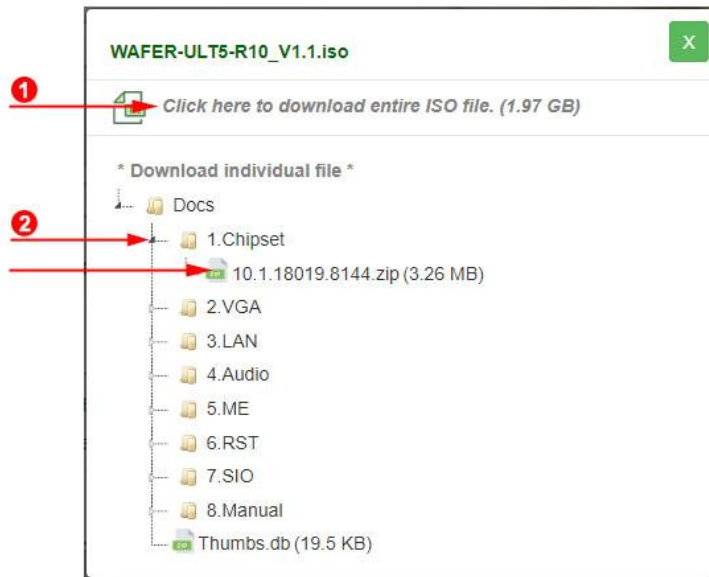 WAFER-ULT5-R10_V1.1.iso
X
1
Click here to download entire ISO file. (1.97 GB)
* Download individual file *
Docs
2
1.Chipset
10.1.18019.8144.zip (3.26 MB)
2.VGA
3.LAN
4.Audio
5.ME
6.RST
7.SIO
8.Manual
Thumbs.db (19.5 KB)